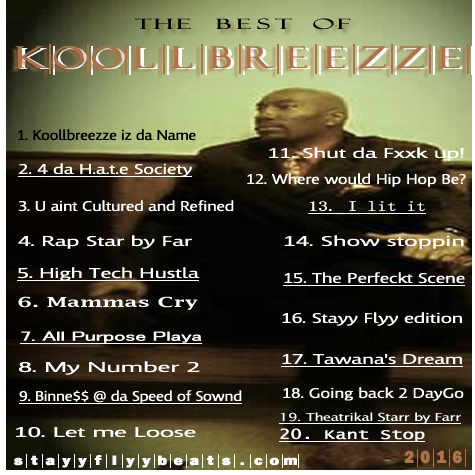 THE BEST OF
K|O|O|L|L|B|R|E|E|Z|Z|E
1. Koollbreezze iz da Name
2. 4 da H.a.t.e Society
3. U aint Cultured and Refined
4. Rap Star by Far
5. High Tech Hustla
6. Mammas Cry
7. All Purpose Playa
8. My Number 2
9. Binne$$ @ da Speed of Sownd
10. Let me Loose
11. Shut da Fxxk up!
12. Where would Hip Hop Be?
13. I lit it
14. Show stoppin
15. The Perfeckt Scene
16. Stayy Flyy edition
17. Tawana's Dream
18. Going back 2 DayGo
19. Theatrikal Starr by Farr
20. Kant Stop
s|t|a|y|y|f|l|y|y|b|e|a|t|s|.|c|o|m|
2016